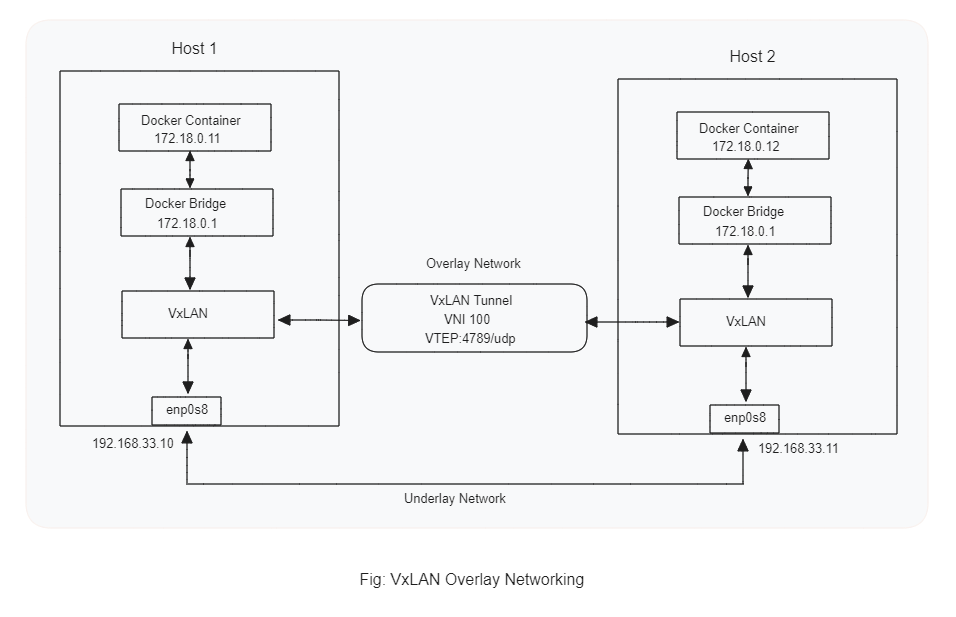 Host 1
Docker Container
172.18.0.11
Docker Bridge
172.18.0.1
VxLAN
enp0s8
192.168.33.10
Overlay Network
VxLAN Tunnel
VNI 100
VTEP:4789/udp
Host 2
Docker Container
172.18.0.12
Docker Bridge
172.18.0.1
VxLAN
enp0s8
192.168.33.11
Underlay Network
Fig: VxLAN Overlay Networking